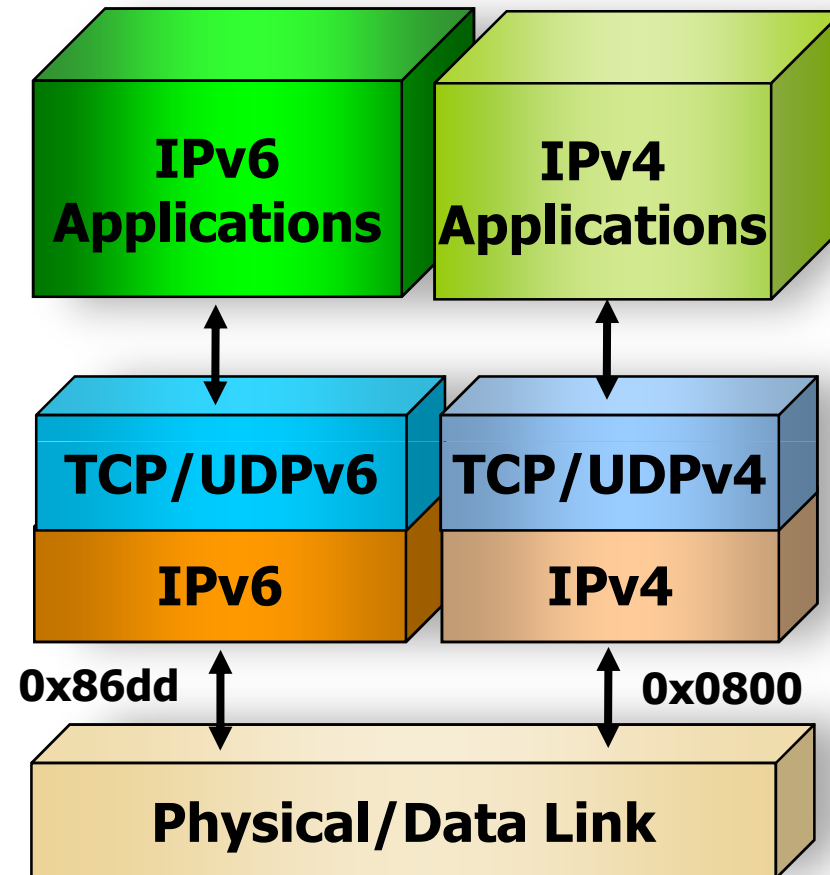 IPv6
Applications
IPv4
Applications
TCP/UDPv6
TCP/UDPv4
IPv6
IPv4
0x86dd
0x0800
Physical/Data Link